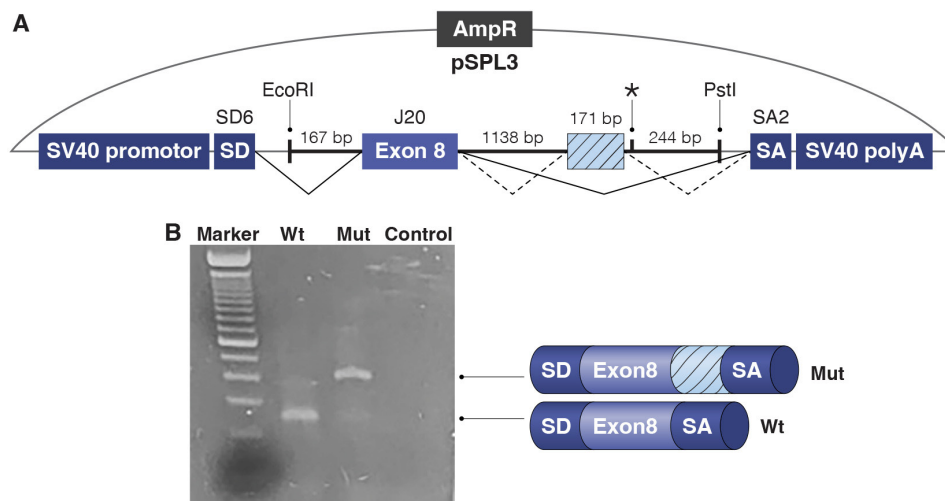 A
AmpR
pSPL3
EcoRI
*
PstI
SD6
J20
171 bp
SA2
167 bp
1138 bp
244 bp
SV40 promotor
SD
Exon 8
SA
SV40 polyA
B
Marker Wt Mut Control
SD Exon8 SA Mut
SD Exon8 SA Wt